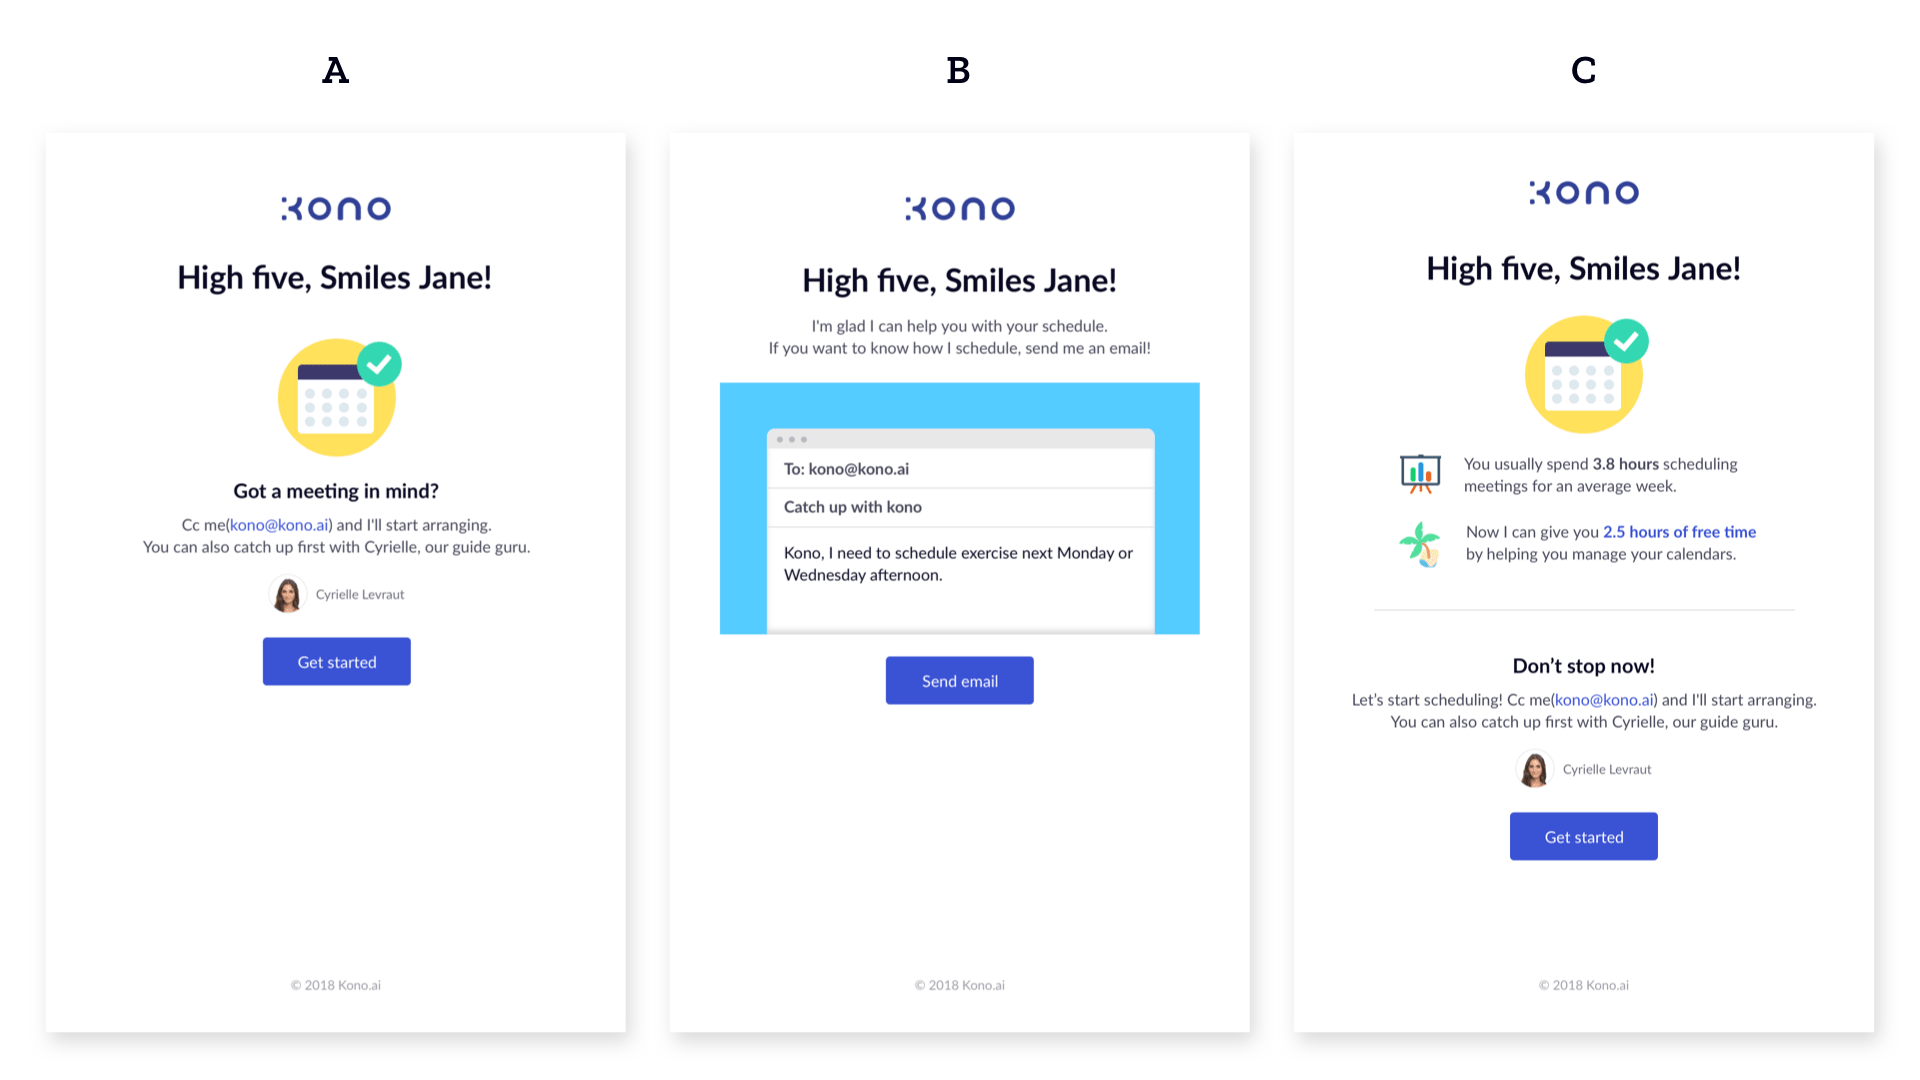 A
kono
High five, Smiles Jane!
Got a meeting in mind?
Cc me(kono@kono.ai) and I'll start arranging.
You can also catch up first with Cyrielle, our guide guru.
Cyrielle Levraut
Get started
© 2018 Kono.ai
B
kono
High five, Smiles Jane!
I'm glad I can help you with your schedule.
If you want to know how I schedule, send me an email!
To: kono@kono.ai
Catch up with kono
Kono, I need to schedule exercise next Monday or
Wednesday afternoon.
Send email
© 2018 Kono.ai
C
kono
High five, Smiles Jane!
You usually spend 3.8 hours scheduling
meetings for an average week.
Now I can give you 2.5 hours of free time
by helping you manage your calendars.
Don’t stop now!
Let’s start scheduling! Cc me(kono@kono.ai) and I'll start arranging.
You can also catch up first with Cyrielle, our guide guru.
Cyrielle Levraut
Get started
© 2018 Kono.ai